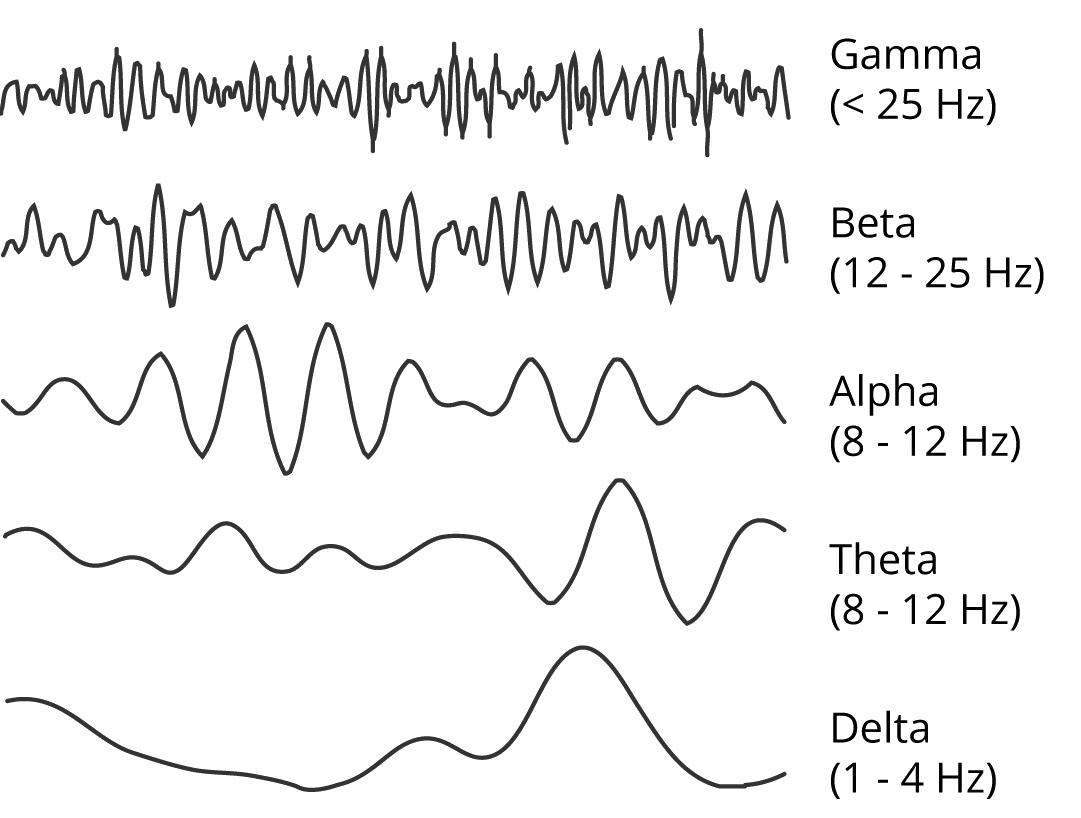 Gamma
(< 25 Hz)
Beta
(12 - 25 Hz)
Alpha
(8 - 12 Hz)
Theta
(8 - 12 Hz)
Delta
(1 - 4 Hz)